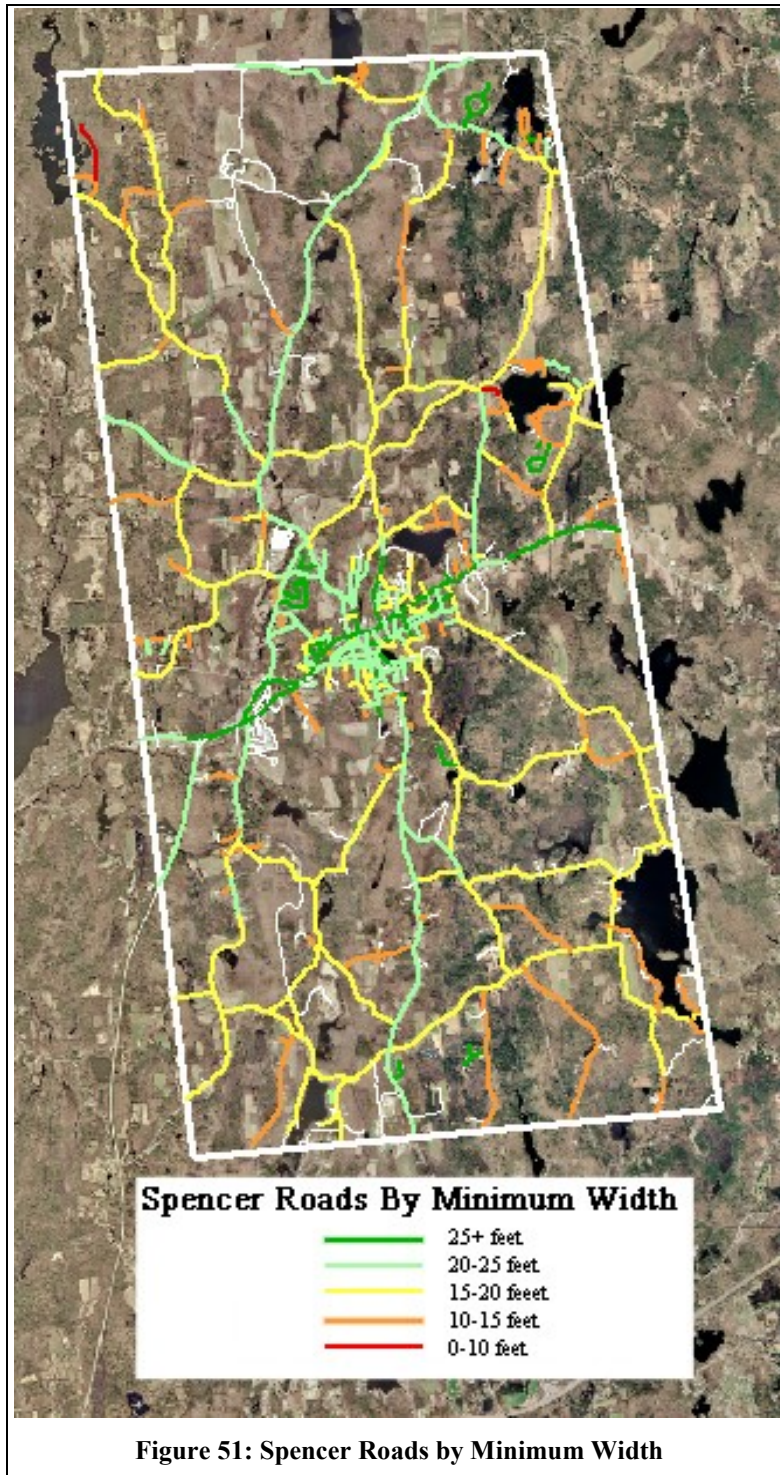 Spencer Roads By Minimum Width
25+ feet
20-25 feet
15-20 feeet
10-15 feet
0-10 feet
Figure 51: Spencer Roads by Minimum Width